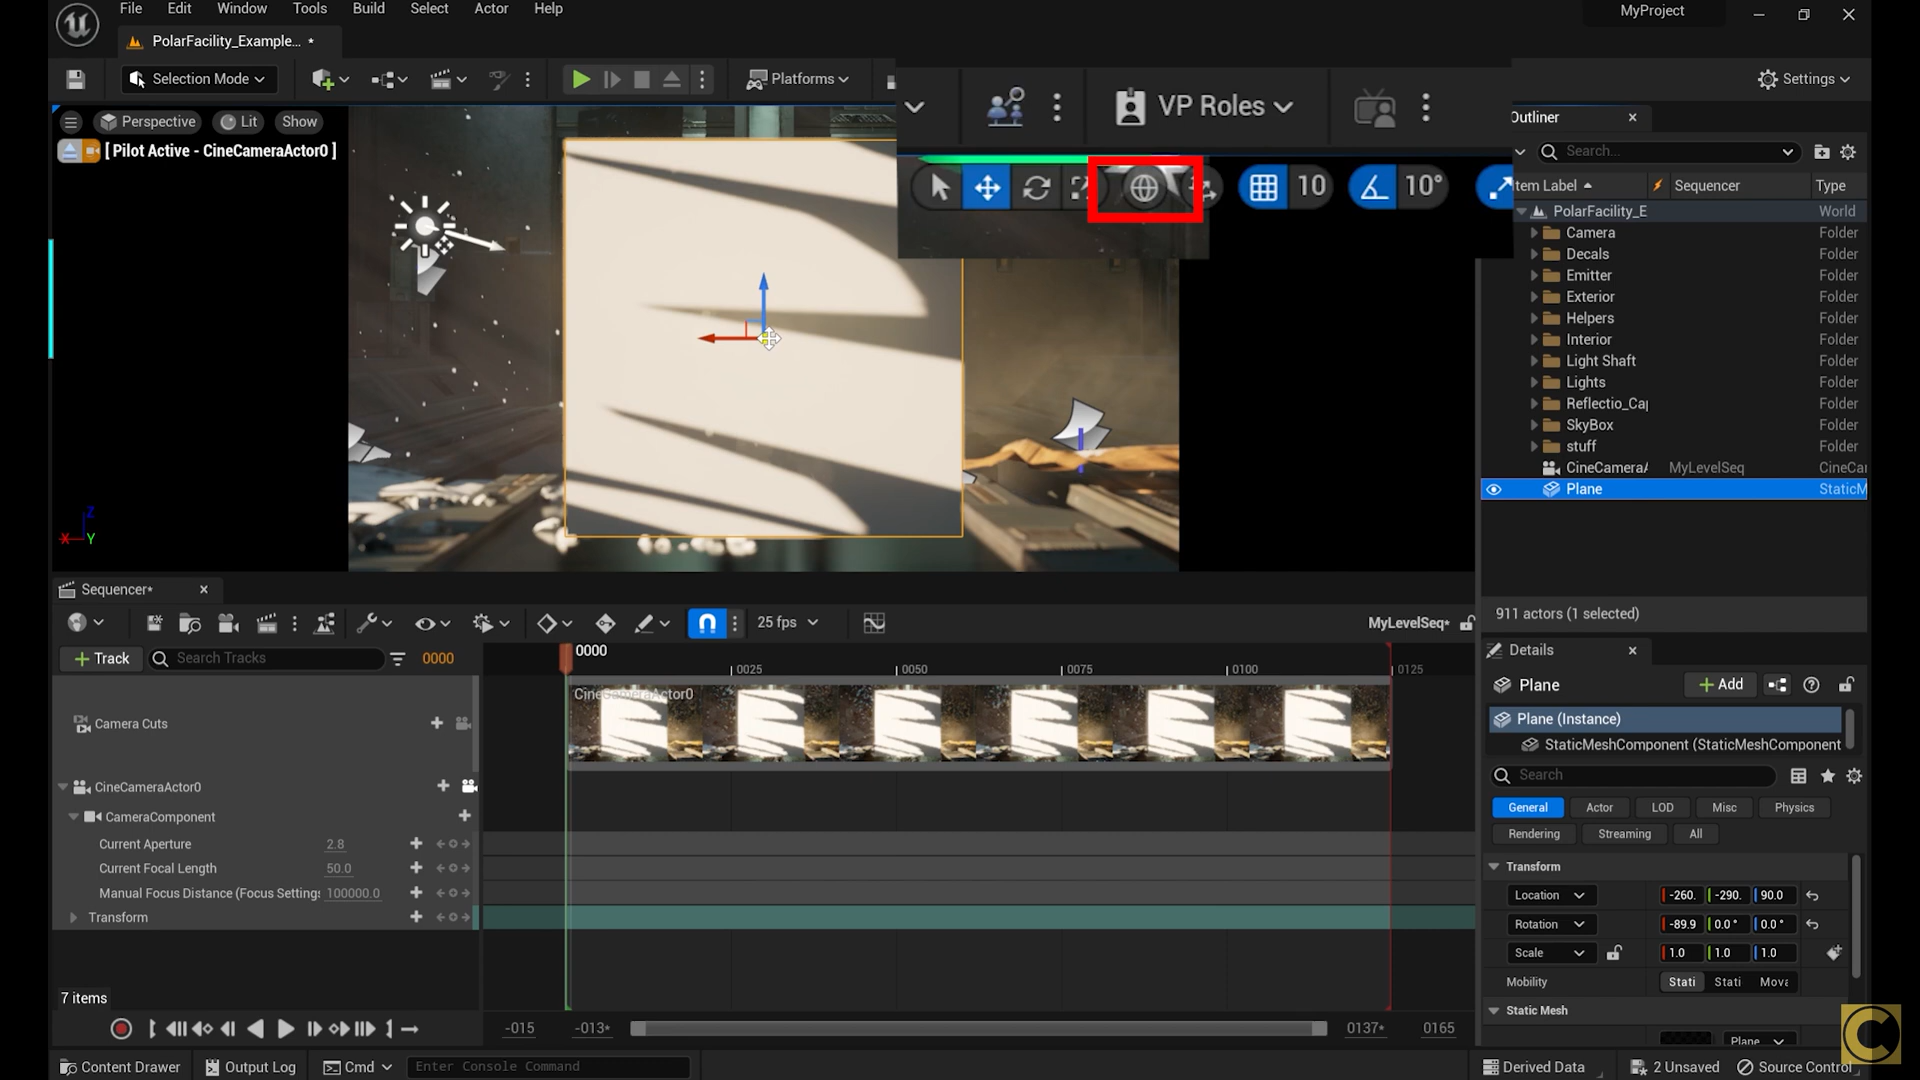 File Edit Window Tools Build Select Actor Help
MyProject
PolarFacility_Example... •
Selection Mode
Platforms
Settings
VP Roles
10
10°
Perspective
Lit
Show
[ Pilot Active - CineCameraActor0 ]
Z
X
Y
Outliner
Search...
Item Label
Sequencer
Type
PolarFacility_E World
Camera Folder
Decals Folder
Emitter Folder
Exterior Folder
Helpers Folder
Interior Folder
Light Shaft Folder
Lights Folder
Reflectio_Ca Folder
SkyBox Folder
stuff Folder
CineCamera MyLevelSeq CineCa
Plane StaticM
911 actors (1 selected)
Sequencer*
25 fps
MyLevelSeq*
Track
Search Tracks
0000
0000
0025
0050
0075
0100
0125
CineCameraActor0
Camera Cuts
CineCameraActor0
CameraComponent
Current Aperture 2.8
Current Focal Length 50.0
Manual Focus Distance (Focus Settings 100000.0
Transform
7 items
-015
-013*
0137*
0165
Details
Plane
Add
Plane (Instance)
StaticMeshComponent (StaticMeshComponent
Search
General Actor LOD Misc Physics
Rendering Streaming All
Transform
Location -260. -290. 90.0
Rotation -89.9 0.0° 0.0°
Scale 1.0 1.0 1.0
Mobility Stati Stati Mova
Static Mesh
Plane
Content Drawer
Output Log
Cmd
Enter Console Command
Derived Data
2 Unsaved
Source Control
C